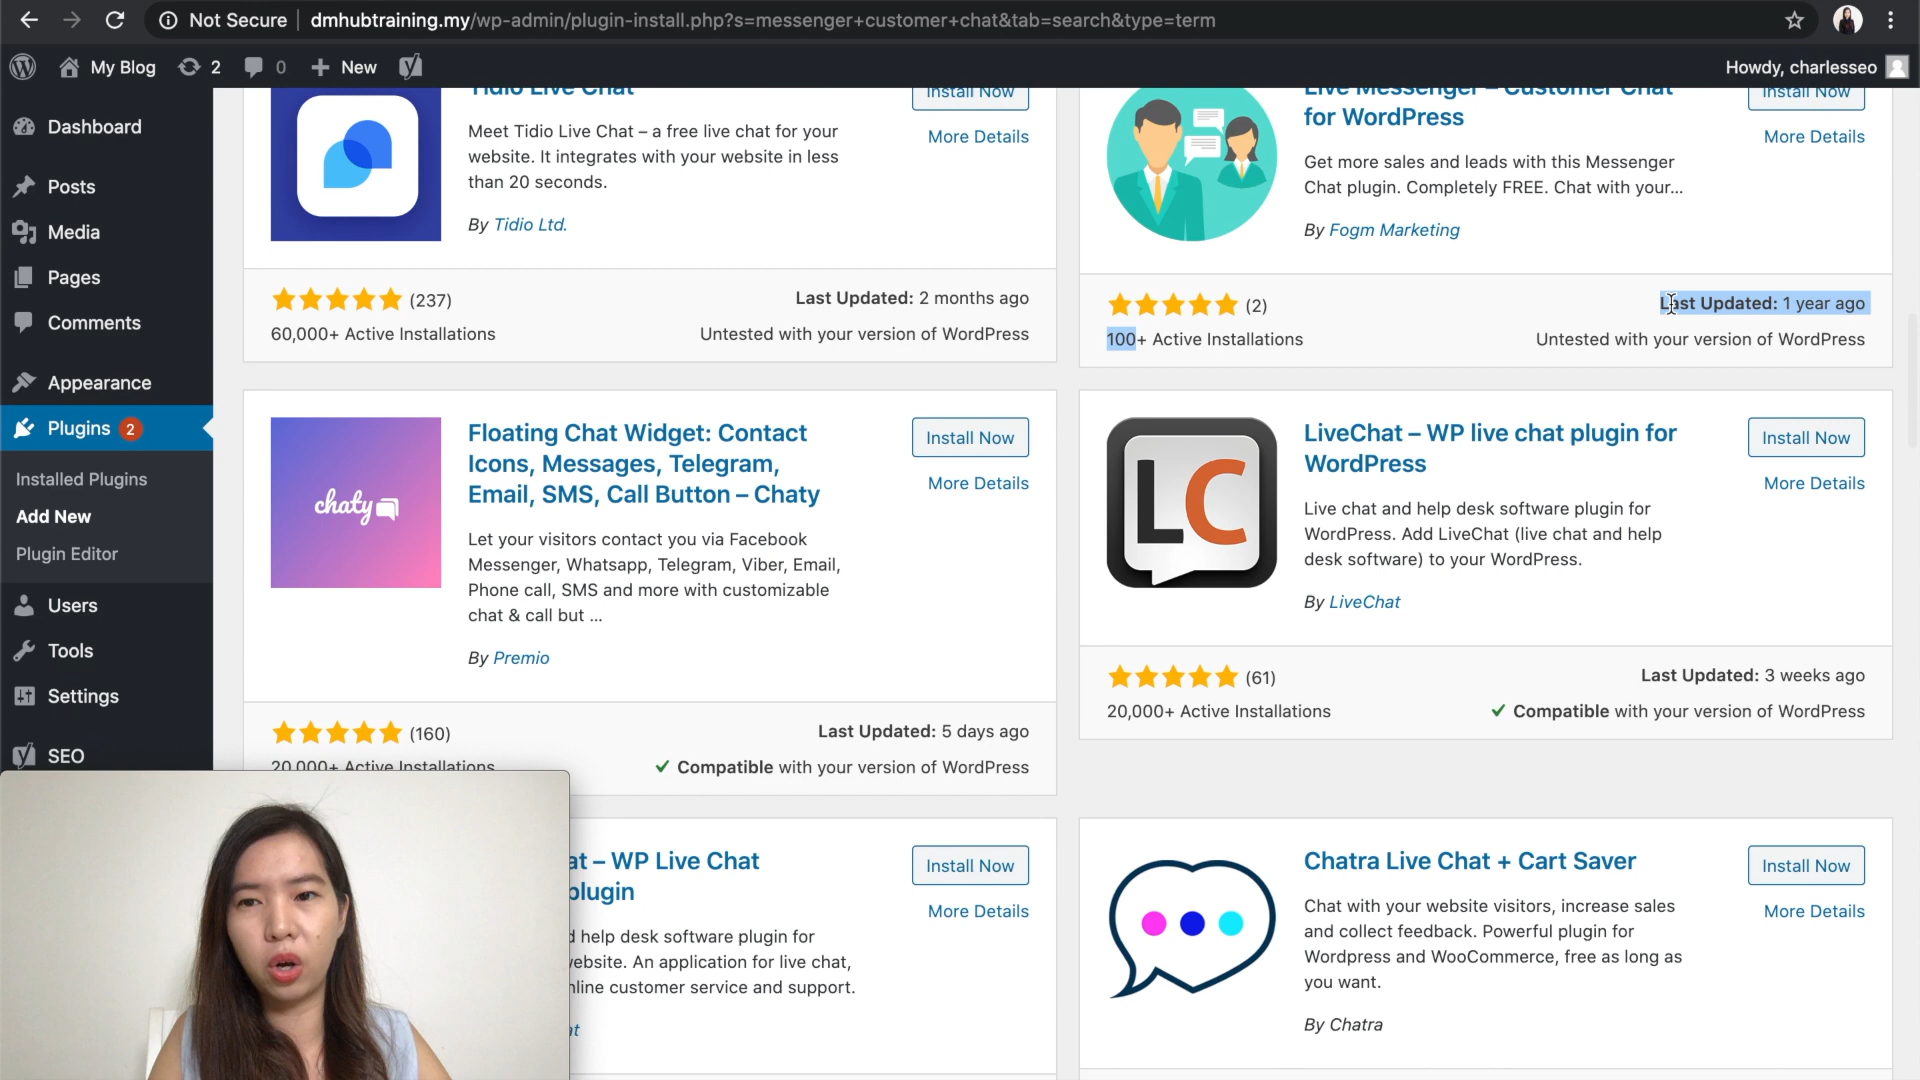 Not Secure | dmhubtraining.my/wp-admin/plugin-install.php?s=messenger+customer+chat&tab=search&type=term
My Blog 2 0 New Howdy, charlesseo
Dashboard
Posts
Media
Pages
Comments
Appearance
Plugins 2
Installed Plugins
Add New
Plugin Editor
Users
Tools
Settings
SEO
Tidio Live Chat
Install Now
More Details
Meet Tidio Live Chat – a free live chat for your
website. It integrates with your website in less
than 20 seconds.
By Tidio Ltd.
(237)
Last Updated: 2 months ago
60,000+ Active Installations
Untested with your version of WordPress
Live Messenger – Customer Chat
for WordPress
Install Now
More Details
Get more sales and leads with this Messenger
Chat plugin. Completely FREE. Chat with your...
By Fogm Marketing
(2)
Last Updated: 1 year ago
100+ Active Installations
Untested with your version of WordPress
chaty
Floating Chat Widget: Contact
Icons, Messages, Telegram,
Email, SMS, Call Button – Chaty
Install Now
More Details
Let your visitors contact you via Facebook
Messenger, Whatsapp, Telegram, Viber, Email,
Phone call, SMS and more with customizable
chat & call but ...
By Premio
(160)
Last Updated: 5 days ago
20,000+ Active Installations
Compatible with your version of WordPress
LC
LiveChat – WP live chat plugin for
WordPress
Install Now
More Details
Live chat and help desk software plugin for
WordPress. Add LiveChat (live chat and help
desk software) to your WordPress.
By LiveChat
(61)
Last Updated: 3 weeks ago
20,000+ Active Installations
Compatible with your version of WordPress
at – WP Live Chat
plugin
Install Now
More Details
d help desk software plugin for
website. An application for live chat,
nline customer service and support.
at
Chatra Live Chat + Cart Saver
Install Now
More Details
Chat with your website visitors, increase sales
and collect feedback. Powerful plugin for
Wordpress and WooCommerce, free as long as
you want.
By Chatra